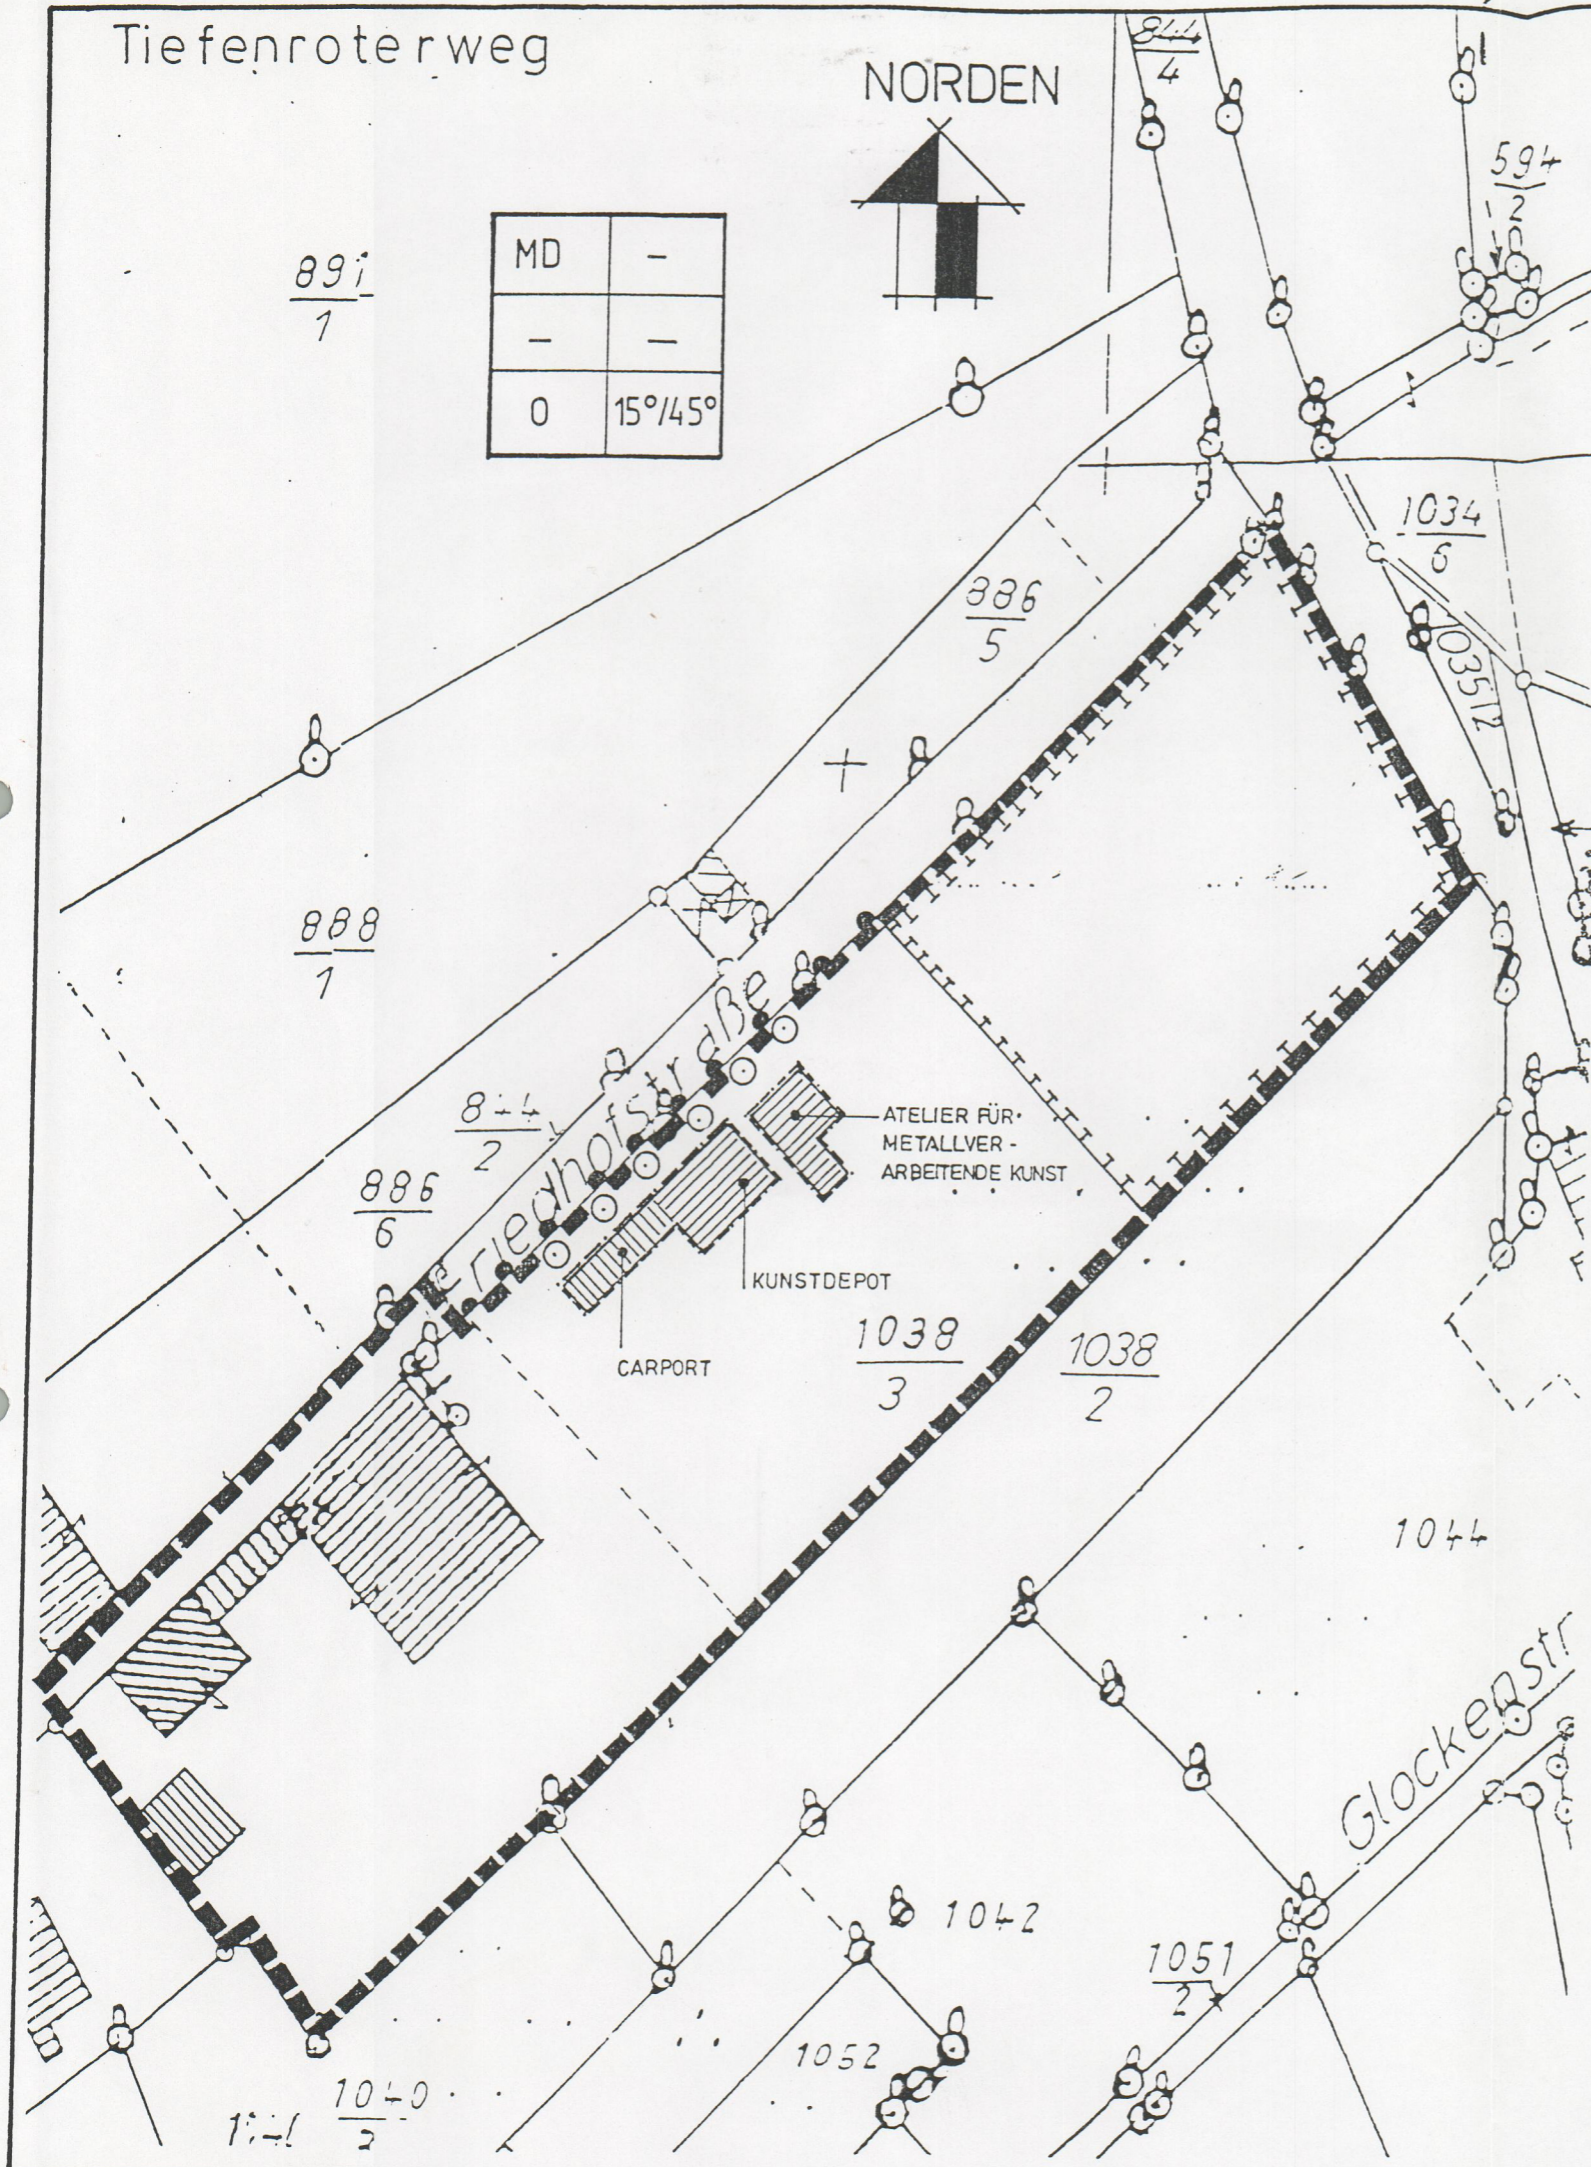 Tiefenroterweg
NORDEN
844
4
594
2
MD –
– –
O 15°/45°
891
1
1034
6
1035/2
886
5
888
1
Friedhofstraße
844
2
886
6
ATELIER FÜR
METALLVER-
ARBEITENDE KUNST
KUNSTDEPOT
CARPORT
1038
3
1038
2
1044
Glockenstr
1042
1051
2
1052
1040